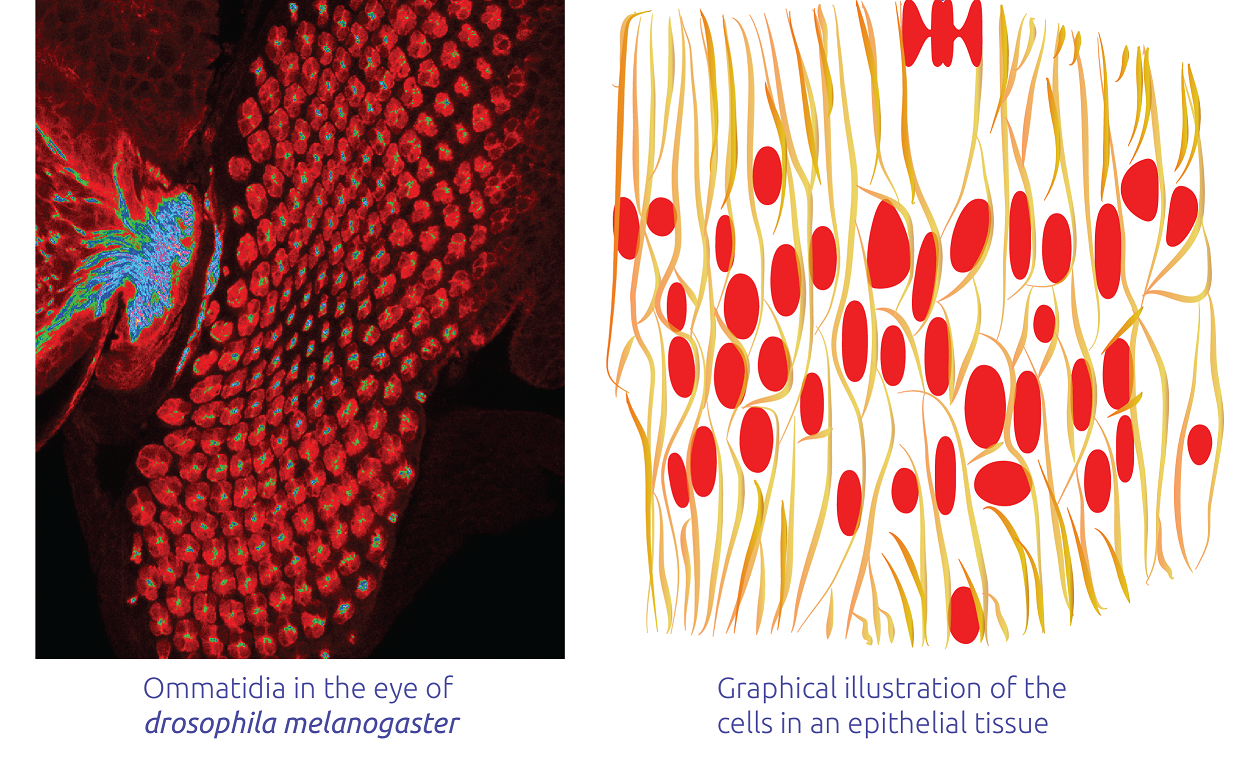 Ommatidia in the eye of
drosophila melanogaster
Graphical illustration of the
cells in an epithelial tissue